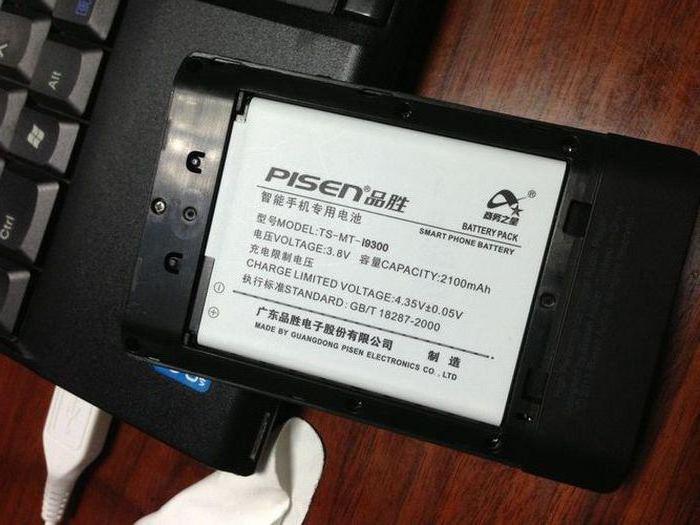 PISEN®品胜
智能手机专用电池
商务之星®
BATTERY PACK
SMART PHONE BATTERY
型号MODEL:TS-MT-I9300
电压VOLTAGE:3.8V 容量CAPACITY:2100mAh
充电限制电压
CHARGE LIMITED VOLTAGE:4.35V±0.05V
执行标准STANDARD: GB/T 18287-2000
广东品胜电子股份有限公司 制造
MADE BY GUANGDONG PISEN ELECTRONICS CO., LTD
Alt
Ctrl